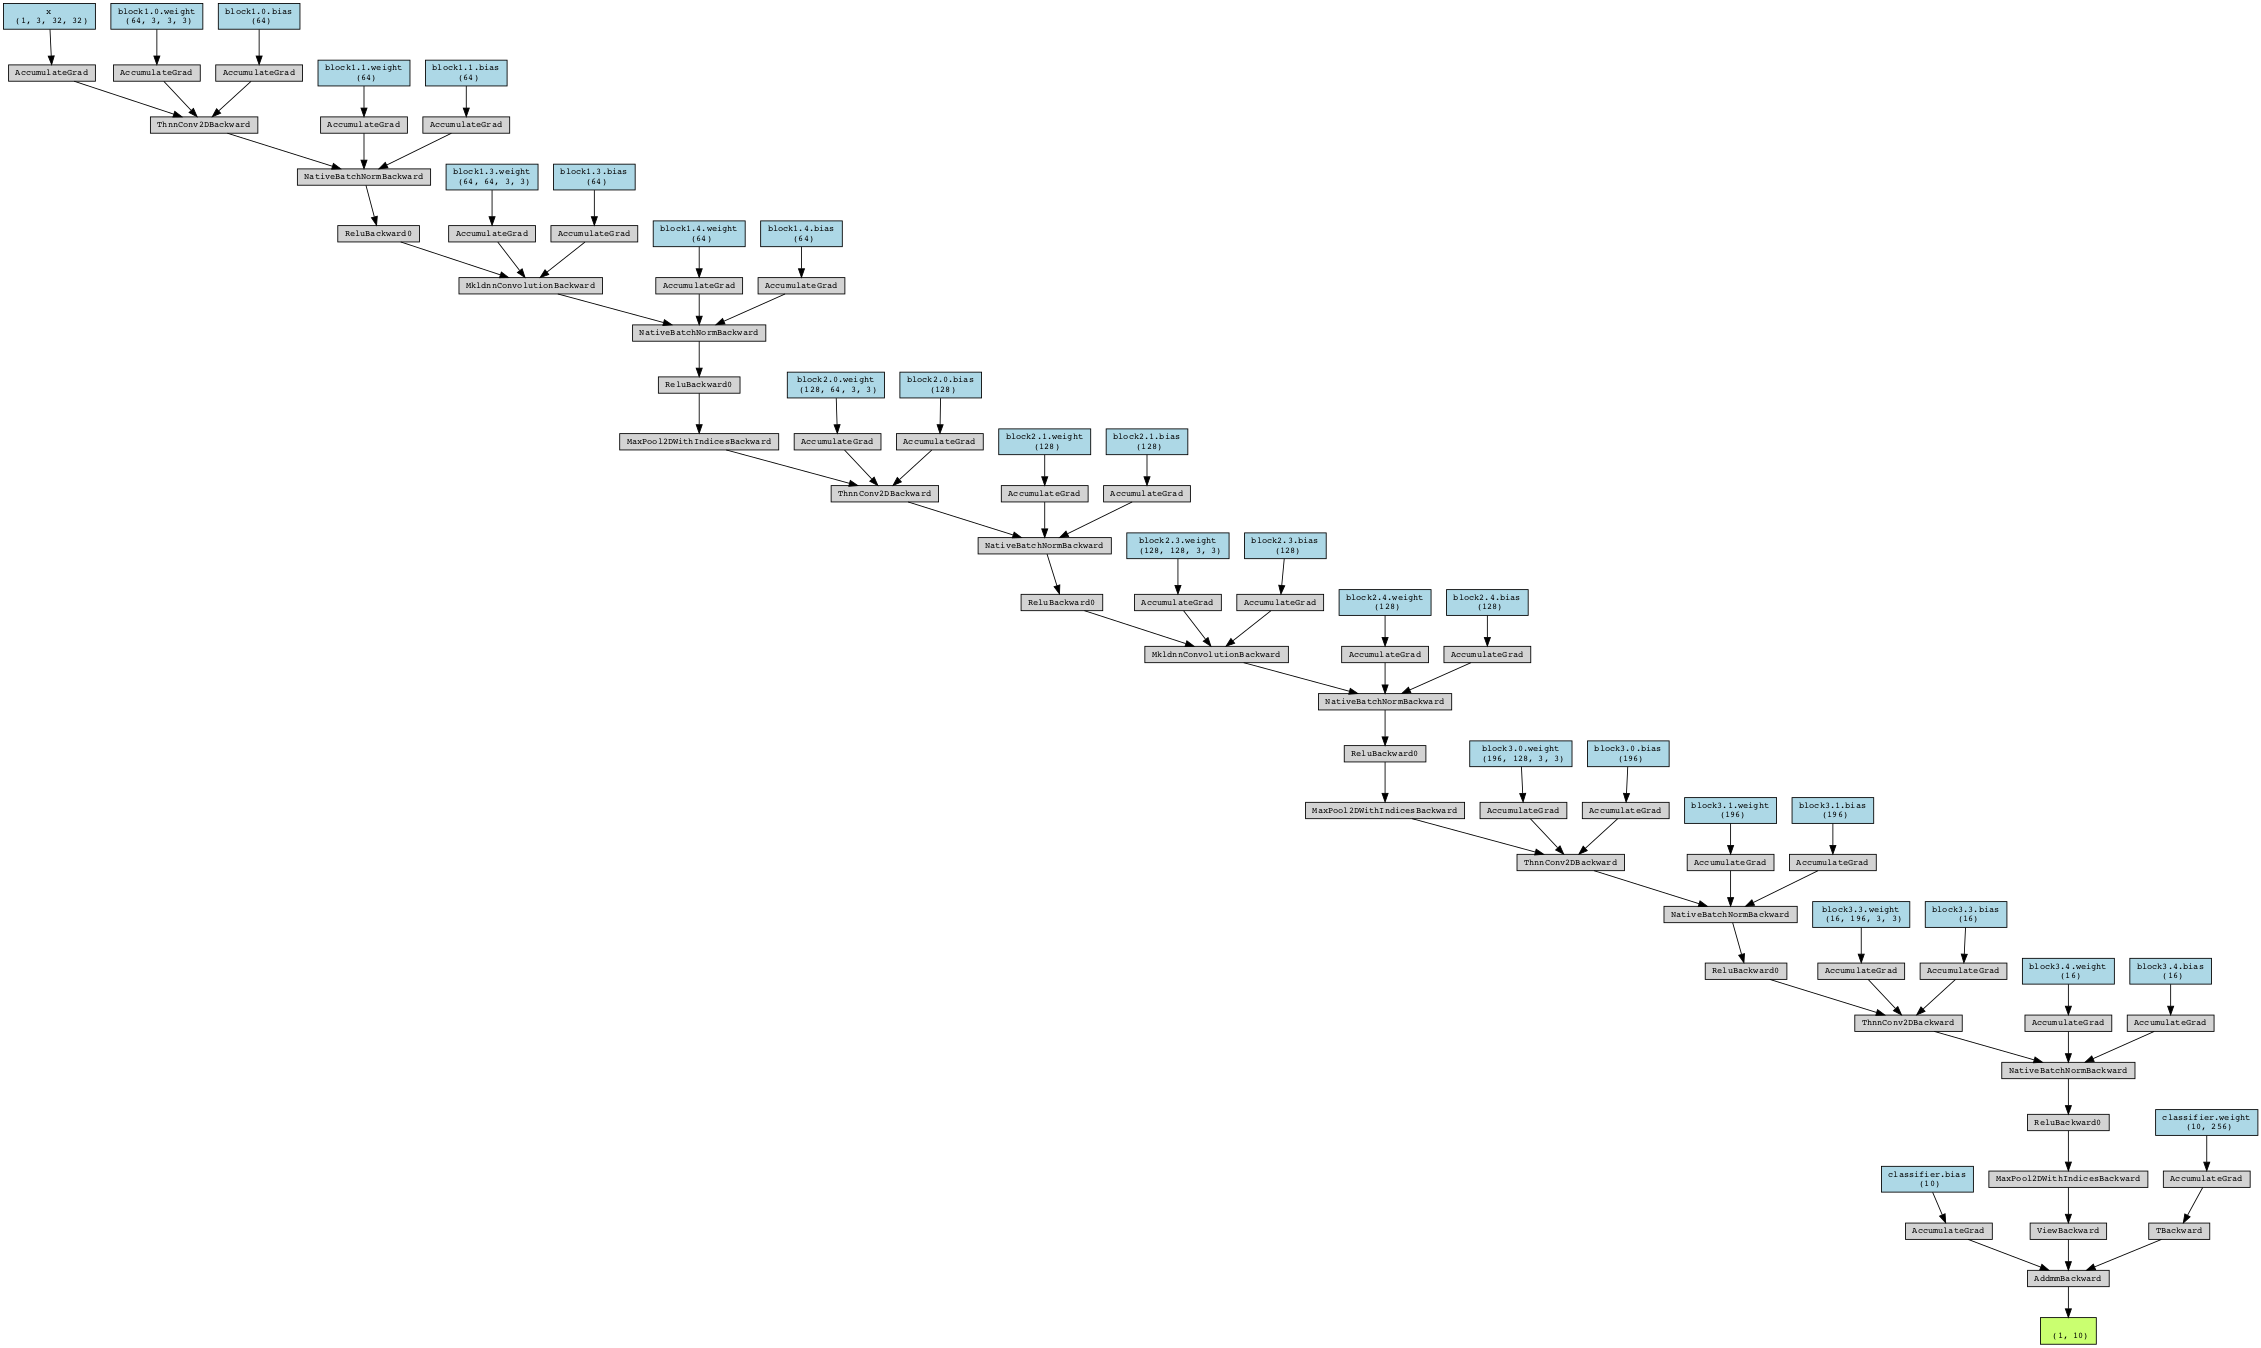 x
(1, 3, 32, 32)
block1.0.weight
(64, 3, 3, 3)
block1.0.bias
(64)
AccumulateGrad
AccumulateGrad
AccumulateGrad
block1.1.weight
(64)
block1.1.bias
(64)
ThnnConv2DBackward
AccumulateGrad
AccumulateGrad
NativeBatchNormBackward
block1.3.weight
(64, 64, 3, 3)
block1.3.bias
(64)
ReluBackward0
AccumulateGrad
AccumulateGrad
block1.4.weight
(64)
block1.4.bias
(64)
MkldnnConvolutionBackward
AccumulateGrad
AccumulateGrad
NativeBatchNormBackward
ReluBackward0
block2.0.weight
(128, 64, 3, 3)
block2.0.bias
(128)
MaxPool2DWithIndicesBackward
AccumulateGrad
AccumulateGrad
block2.1.weight
(128)
block2.1.bias
(128)
ThnnConv2DBackward
AccumulateGrad
AccumulateGrad
NativeBatchNormBackward
block2.3.weight
(128, 128, 3, 3)
block2.3.bias
(128)
ReluBackward0
AccumulateGrad
AccumulateGrad
block2.4.weight
(128)
block2.4.bias
(128)
MkldnnConvolutionBackward
AccumulateGrad
AccumulateGrad
NativeBatchNormBackward
ReluBackward0
block3.0.weight
(196, 128, 3, 3)
block3.0.bias
(196)
MaxPool2DWithIndicesBackward
AccumulateGrad
AccumulateGrad
block3.1.weight
(196)
block3.1.bias
(196)
ThnnConv2DBackward
AccumulateGrad
AccumulateGrad
NativeBatchNormBackward
block3.3.weight
(16, 196, 3, 3)
block3.3.bias
(16)
ReluBackward0
AccumulateGrad
AccumulateGrad
block3.4.weight
(16)
block3.4.bias
(16)
ThnnConv2DBackward
AccumulateGrad
AccumulateGrad
NativeBatchNormBackward
ReluBackward0
classifier.weight
(10, 256)
classifier.bias
(10)
MaxPool2DWithIndicesBackward
AccumulateGrad
AccumulateGrad
ViewBackward
TBackward
AddmmBackward
(1, 10)